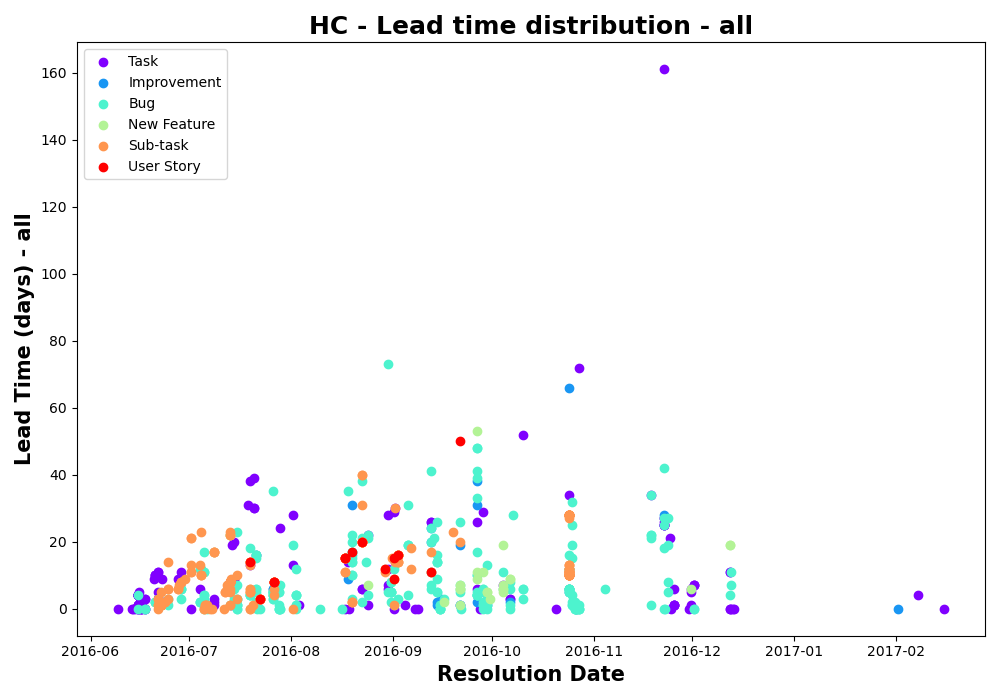 HC - Lead time distribution - all
Task
Improvement
Bug
New Feature
Sub-task
User Story
160
140
120
100
80
60
40
20
0
Lead Time (days) - all
2016-06 2016-07 2016-08 2016-09 2016-10 2016-11 2016-12 2017-01 2017-02
Resolution Date